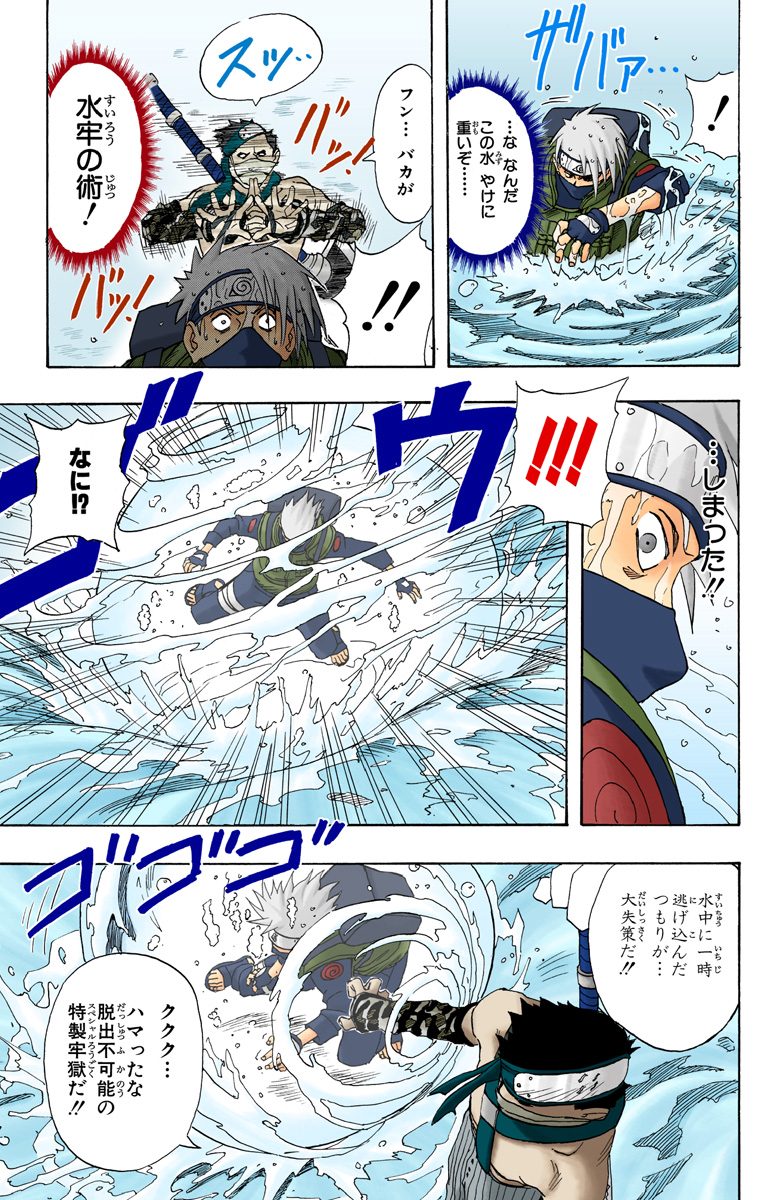 ザバァ…
！
…な なんだ
この水 やけに
重いぞ……
フン… バカが
スッ…
バッ！
バッ！
水牢の術！
！！
…しまった！！
！！！
ウ
なに！？
ゴゴゴ
水中に一時
逃げ込んだ
つもりが…
大失策だ！！
ククク…
ハマったな
脱出不可能の
特製牢獄だ！！